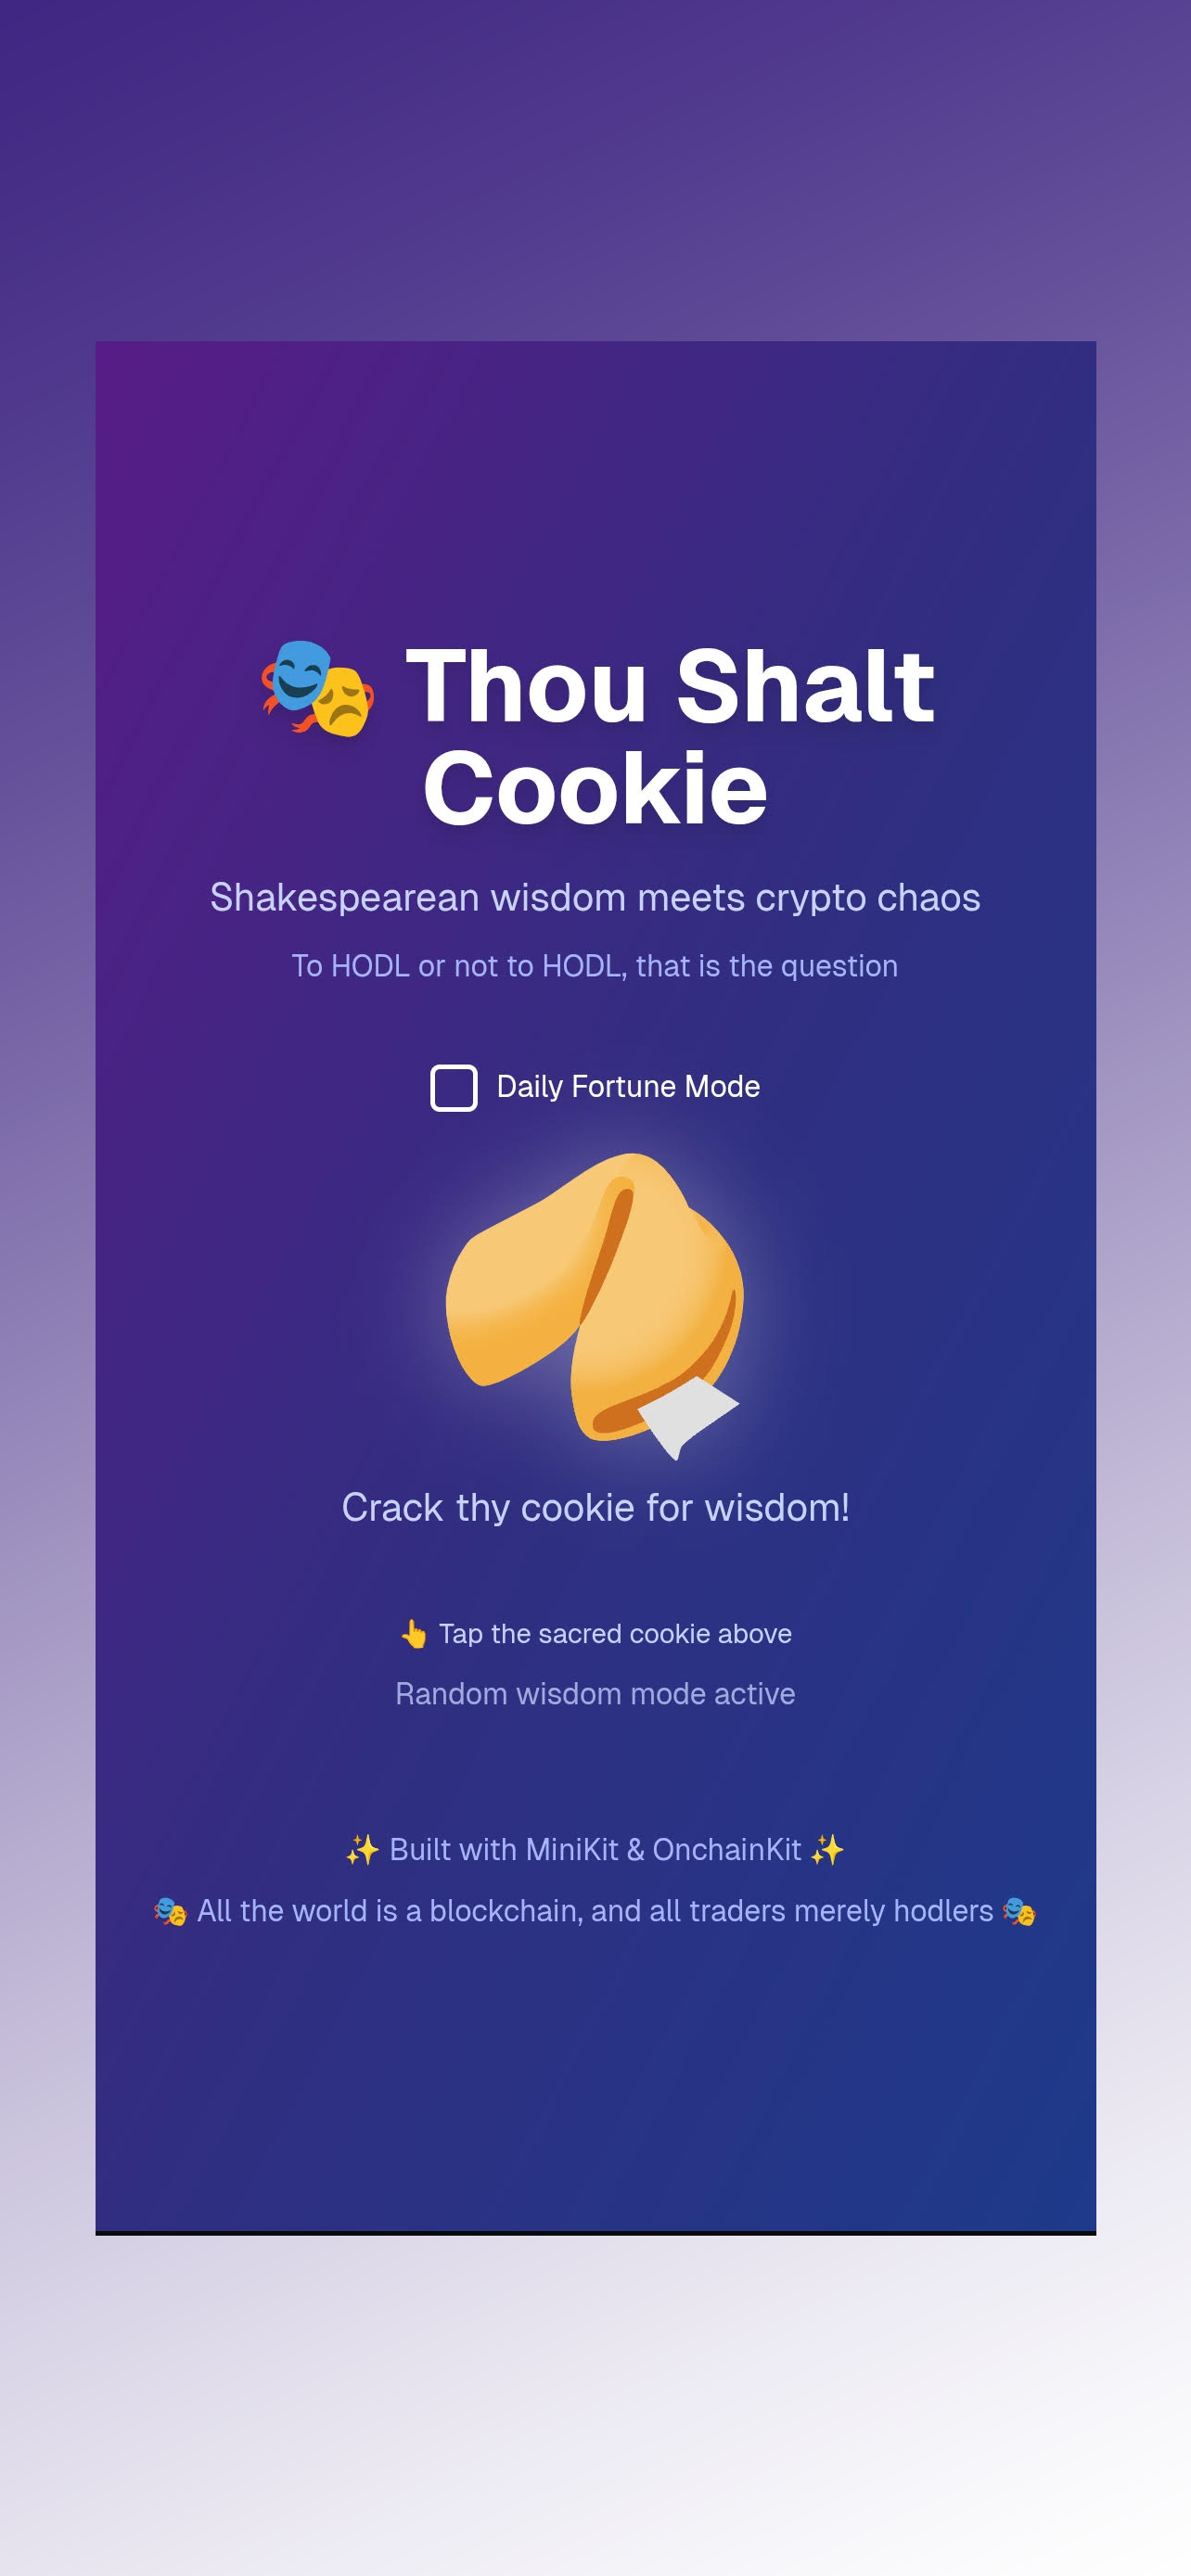 🎭 Thou Shalt
Cookie
Shakespearean wisdom meets crypto chaos
To HODL or not to HODL, that is the question
Daily Fortune Mode
Crack thy cookie for wisdom!
👆 Tap the sacred cookie above
Random wisdom mode active
✨ Built with MiniKit & OnchainKit ✨
🎭 All the world is a blockchain, and all traders merely hodlers 🎭